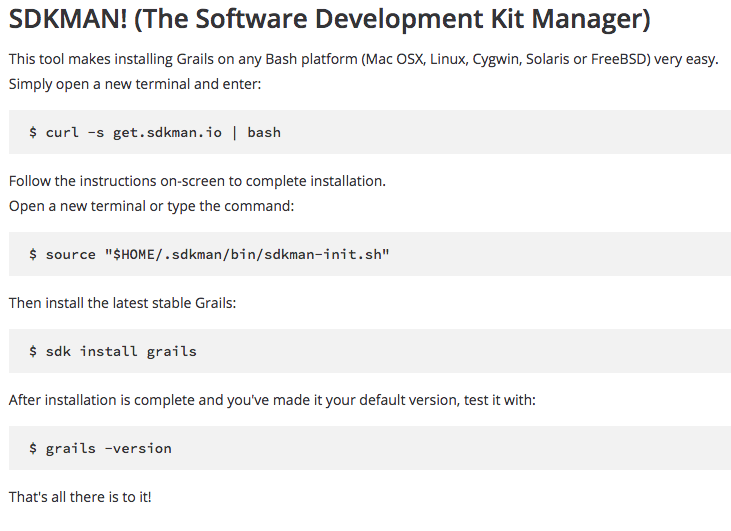 SDKMAN! (The Software Development Kit Manager)
This tool makes installing Grails on any Bash platform (Mac OSX, Linux, Cygwin, Solaris or FreeBSD) very easy.
Simply open a new terminal and enter:
$ curl -s get.sdkman.io | bash
Follow the instructions on-screen to complete installation.
Open a new terminal or type the command:
$ source "$HOME/.sdkman/bin/sdkman-init.sh"
Then install the latest stable Grails:
$ sdk install grails
After installation is complete and you've made it your default version, test it with:
$ grails -version
That's all there is to it!